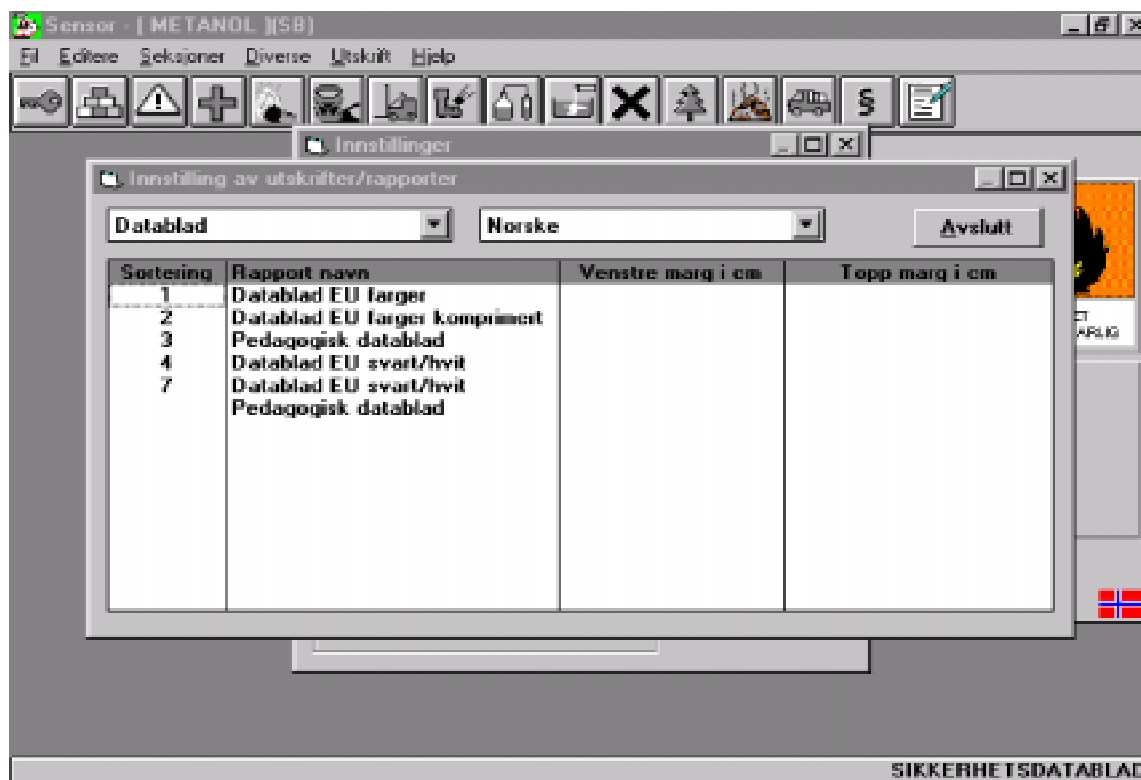 Sensor - [ METANOL ](SB)
Fil Editere Seksjoner Diverse Utskrift Hjelp
§
Innstillinger
Innstilling av utskrifter/rapporter
Datablad Norske Avslutt
Sortering Rapport navn Venstre marg i cm Topp marg i cm
1 Datablad EU farger
2 Datablad EU farger komprimert
3 Pedagogisk datablad
4 Datablad EU svart/hvit
7 Datablad EU svart/hvit
Pedagogisk datablad
SIKKERHETSDATABLAD